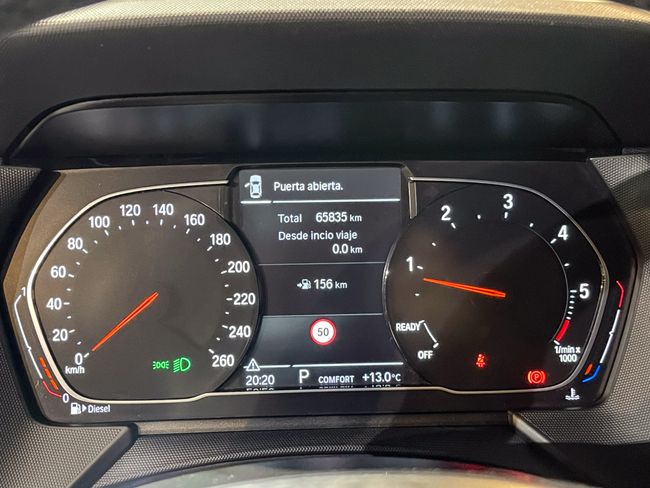 Puerta abierta.
Total 65835 km
Desde incio viaje
0.0 km
156 km
50
20:20 P COMFORT +13.0°C
0
20
40
60
80
100
120
140
160
180
200
220
240
260
km/h
1
0
Diesel
1
2
3
4
5
READY
OFF
1/min x
1000
P